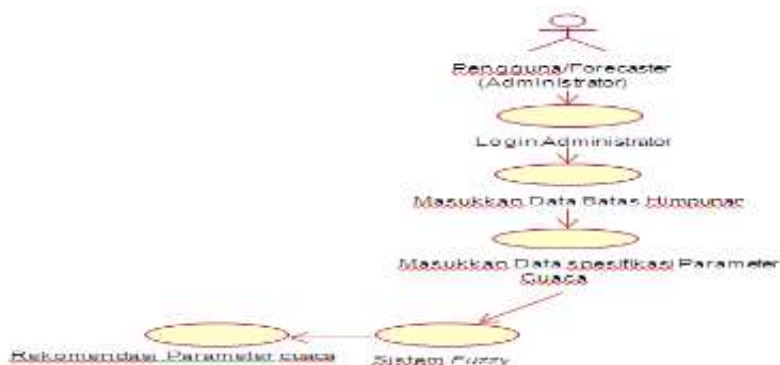 Pengguna/Forecaster
(Administrator)
Login Administrator
Masukkan Data Batas Himpunan
Masukkan Data spesifikasi Parameter
Cuaca
Sistem Fuzzy
Rekomendasi Parameter cuaca